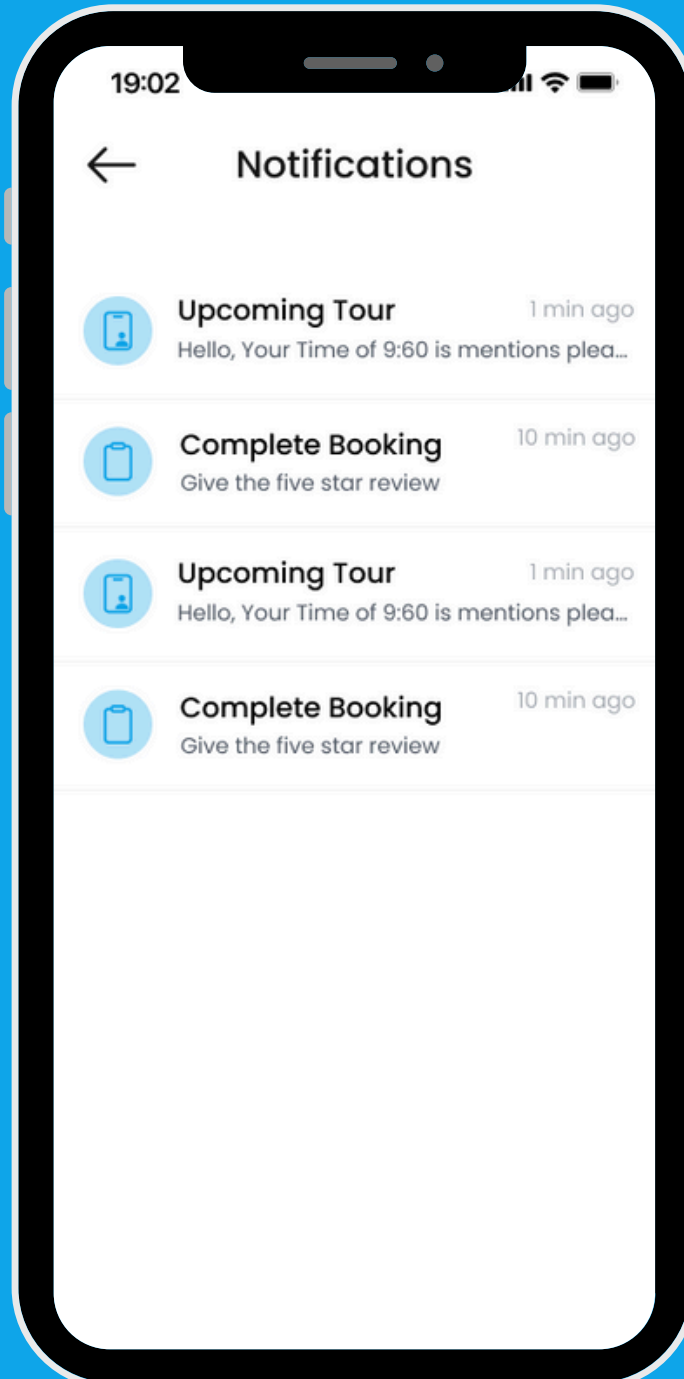 19:02
Notifications
Upcoming Tour
1 min ago
Hello, Your Time of 9:60 is mentions plea...
Complete Booking
10 min ago
Give the five star review
Upcoming Tour
1 min ago
Hello, Your Time of 9:60 is mentions plea...
Complete Booking
10 min ago
Give the five star review